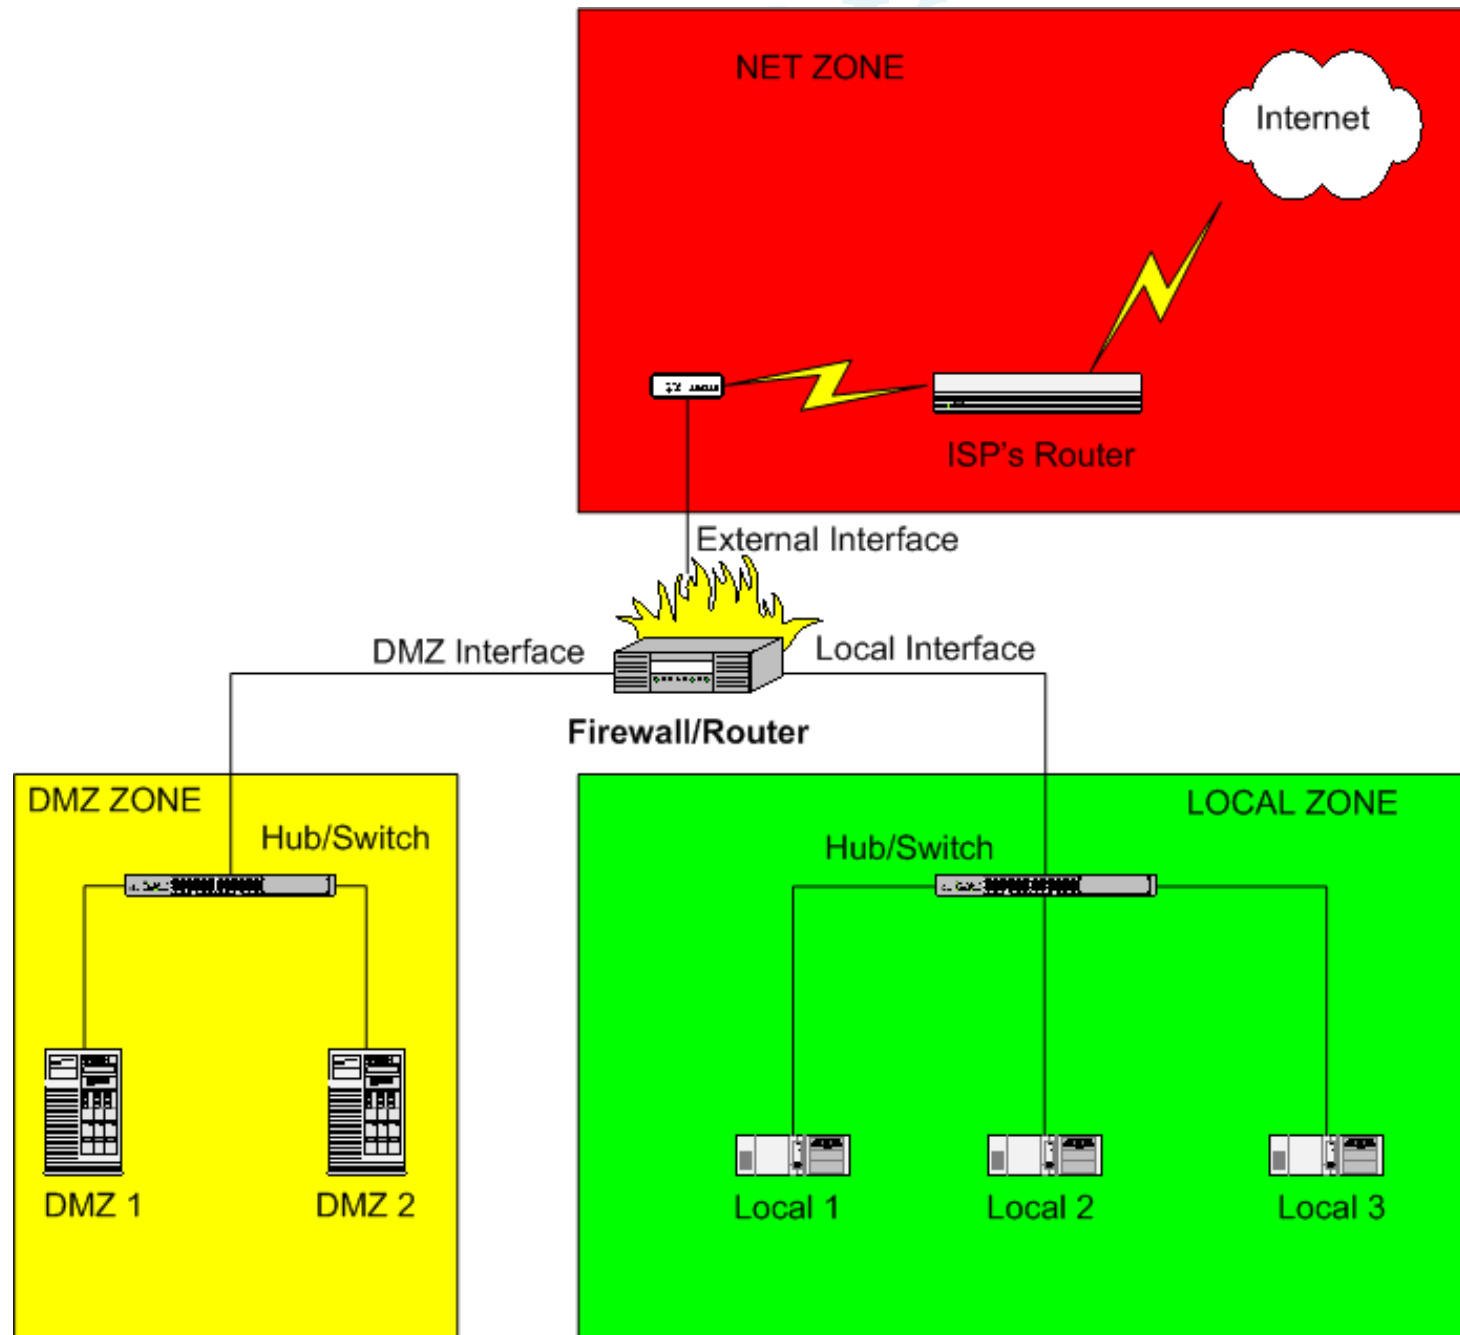 NET ZONE
Internet
ISP's Router
External Interface
DMZ Interface
Local Interface
Firewall/Router
DMZ ZONE
Hub/Switch
LOCAL ZONE
Hub/Switch
DMZ 1
DMZ 2
Local 1
Local 2
Local 3